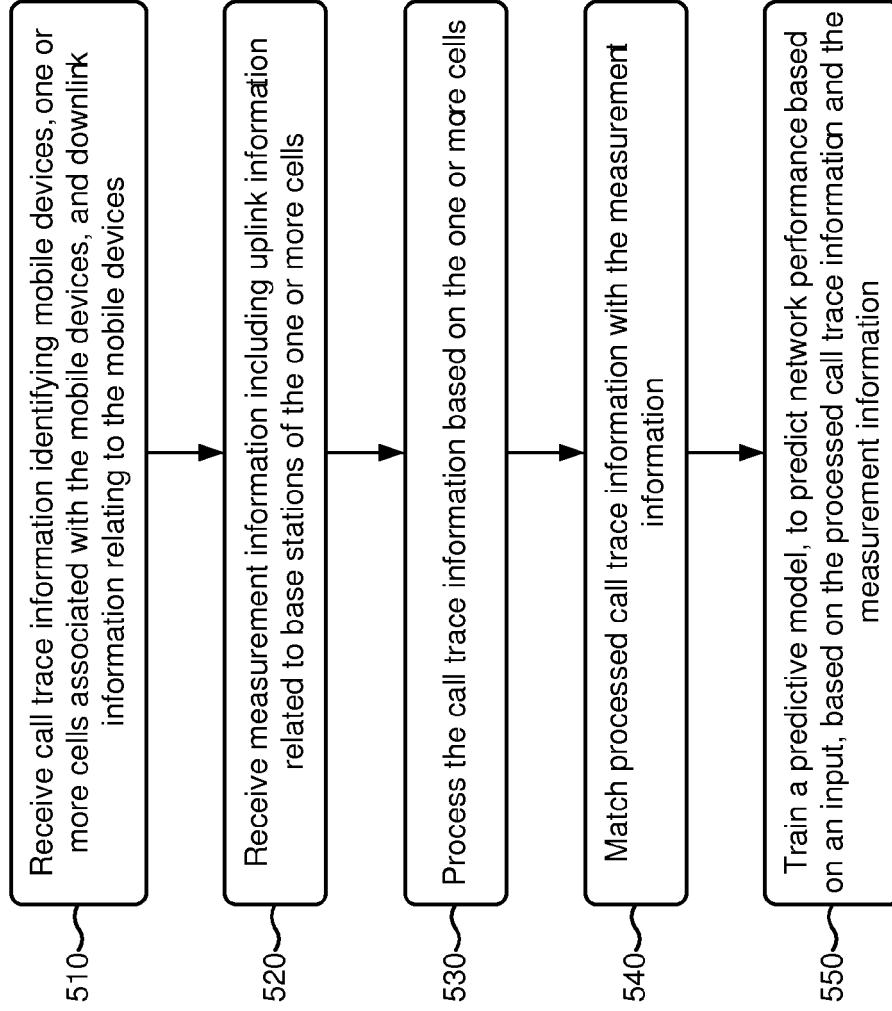 510
Receive call trace information identifying mobile devices, one or
more cells associated with the mobile devices, and downlink
information relating to the mobile devices
520
Receive measurement information including uplink information
related to base stations of the one or more cells
530
Process the call trace information based on the one or more cells
540
Match processed call trace information with the measurement
information
550
Train a predictive model, to predict network performance based
on an input, based on the processed call trace information and the
measurement information